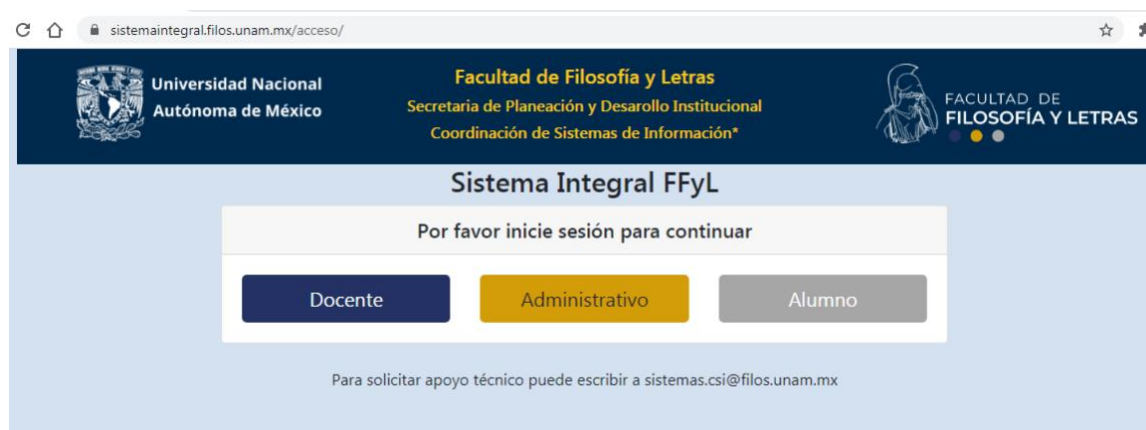 sistemaintegral.filos.unam.mx/acceso/
Universidad Nacional
Autónoma de México
Facultad de Filosofía y Letras
Secretaria de Planeación y Desarollo Institucional
Coordinación de Sistemas de Información*
FACULTAD DE
FILOSOFÍA Y LETRAS
Sistema Integral FFyL
Por favor inicie sesión para continuar
Docente
Administrativo
Alumno
Para solicitar apoyo técnico puede escribir a sistemas.csi@filos.unam.mx